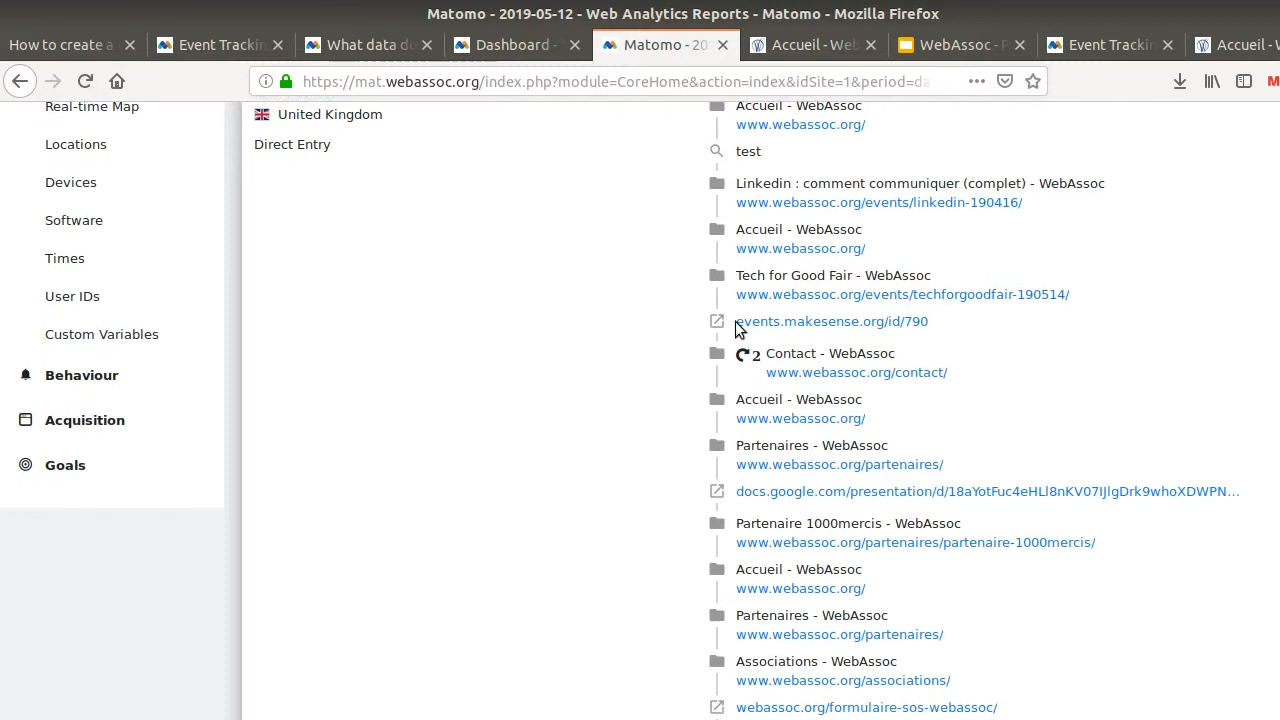 Matomo - 2019-05-12 - Web Analytics Reports - Matomo - Mozilla Firefox
How to create a
Event Trackin
What data do
Dashboard -
Matomo - 20
Accueil - Web
WebAssoc - P
Event Trackin
Accueil - W
https://mat.webassoc.org/index.php?module=CoreHome&action=index&idSite=1&period=da
Real-time Map
Locations
Devices
Software
Times
User IDs
Custom Variables
Behaviour
Acquisition
Goals
United Kingdom
Direct Entry
Accueil - WebAssoc
www.webassoc.org/
test
Linkedin : comment communiquer (complet) - WebAssoc
www.webassoc.org/events/linkedin-190416/
Accueil - WebAssoc
www.webassoc.org/
Tech for Good Fair - WebAssoc
www.webassoc.org/events/techforgoodfair-190514/
events.makesense.org/id/790
2 Contact - WebAssoc
www.webassoc.org/contact/
Accueil - WebAssoc
www.webassoc.org/
Partenaires - WebAssoc
www.webassoc.org/partenaires/
docs.google.com/presentation/d/18aYotFuc4eHLl8nKV07IJlgDrk9whoXDWPN...
Partenaire 1000mercis - WebAssoc
www.webassoc.org/partenaires/partenaire-1000mercis/
Accueil - WebAssoc
www.webassoc.org/
Partenaires - WebAssoc
www.webassoc.org/partenaires/
Associations - WebAssoc
www.webassoc.org/associations/
webassoc.org/formulaire-sos-webassoc/